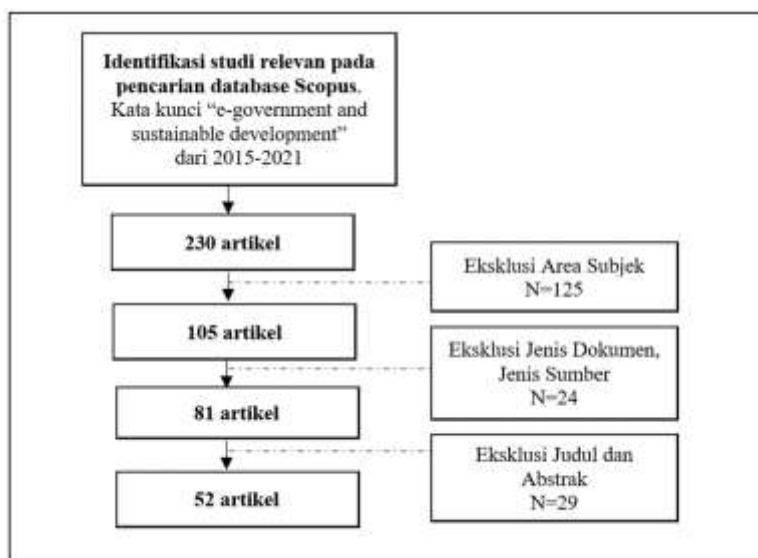 Identifikasi studi relevan pada
pencarian database Scopus.
Kata kunci “e-government and
sustainable development”
dari 2015-2021
230 artikel
Eksklusi Area Subjek
N=125
105 artikel
Eksklusi Jenis Dokumen,
Jenis Sumber
N=24
81 artikel
Eksklusi Judul dan
Abstrak
N=29
52 artikel